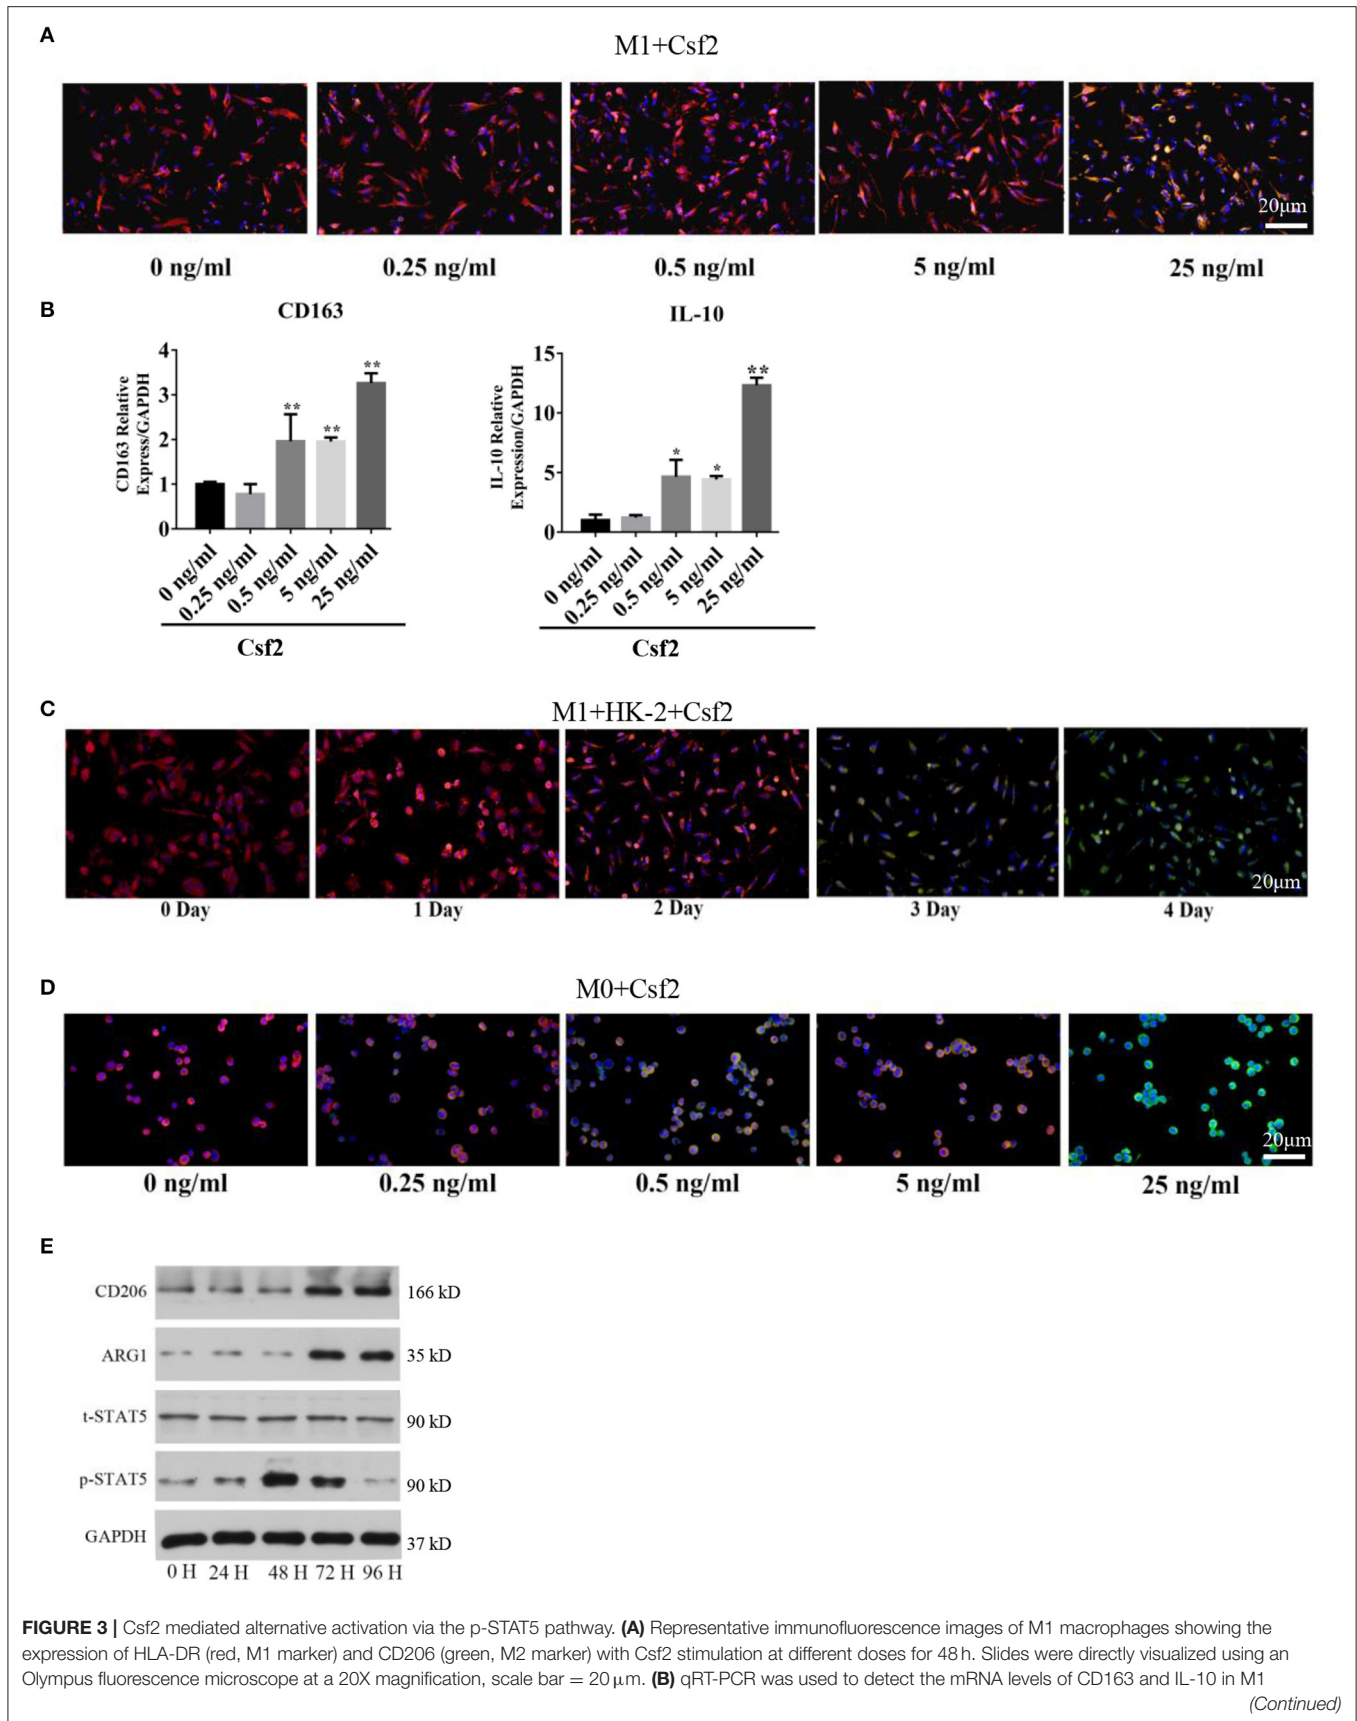 A
M1+Csf2
20μm
0 ng/ml 0.25 ng/ml 0.5 ng/ml 5 ng/ml 25 ng/ml
B
CD163
CD163 Relative
Express/GAPDH
4
3
2
1
0
**
**
**
0 ng/ml
0.25 ng/ml
0.5 ng/ml
5 ng/ml
25 ng/ml
Csf2
IL-10
IL-10 Relative
Expression/GAPDH
15
10
5
0
*
*
**
0 ng/ml
0.25 ng/ml
0.5 ng/ml
5 ng/ml
25 ng/ml
Csf2
C
M1+HK-2+Csf2
20μm
0 Day 1 Day 2 Day 3 Day 4 Day
D
M0+Csf2
20μm
0 ng/ml 0.25 ng/ml 0.5 ng/ml 5 ng/ml 25 ng/ml
E
CD206 166 kD
ARG1 35 kD
t-STAT5 90 kD
p-STAT5 90 kD
GAPDH 37 kD
0 H 24 H 48 H 72 H 96 H
FIGURE 3 | Csf2 mediated alternative activation via the p-STAT5 pathway. (A) Representative immunofluorescence images of M1 macrophages showing the
expression of HLA-DR (red, M1 marker) and CD206 (green, M2 marker) with Csf2 stimulation at different doses for 48 h. Slides were directly visualized using an
Olympus fluorescence microscope at a 20X magnification, scale bar = 20 μm. (B) qRT-PCR was used to detect the mRNA levels of CD163 and IL-10 in M1
(Continued)